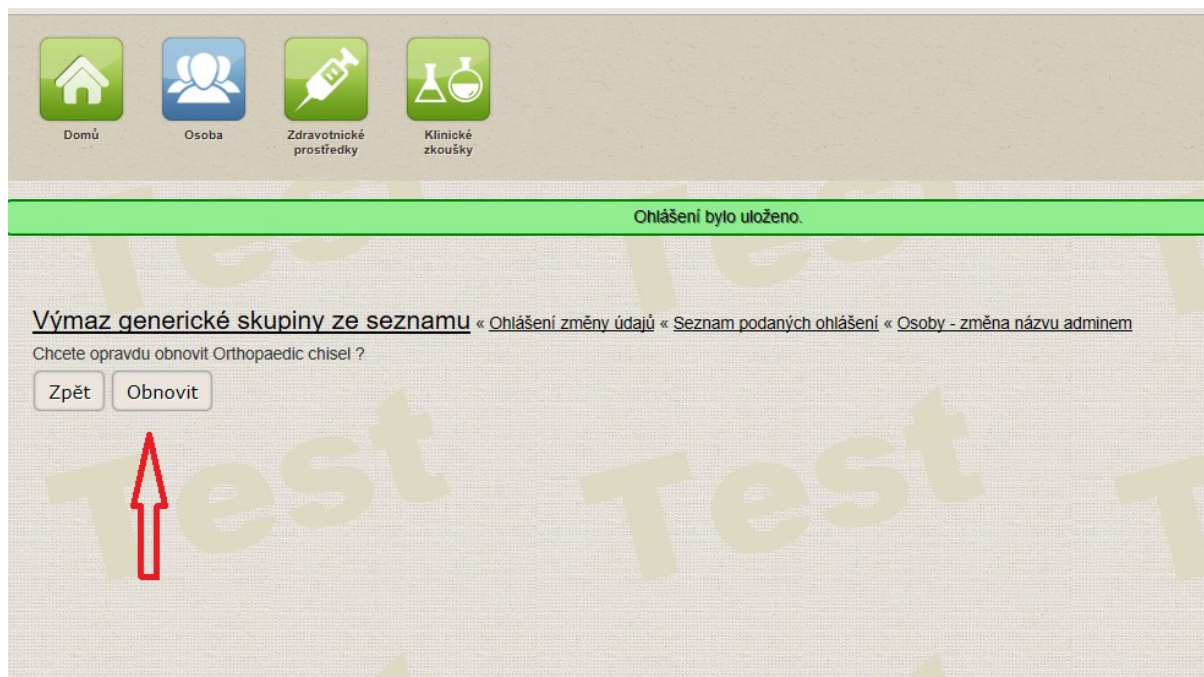 Domů
Osoba
Zdravotnické
prostředky
Klinické
zkoušky
Ohlášení bylo uloženo.
Výmaz generické skupiny ze seznamu « Ohlášení změny údajů « Seznam podaných ohlášení « Osoby - změna názvu adminem
Chcete opravdu obnovit Orthopaedic chisel ?
Zpět Obnovit
Test Test